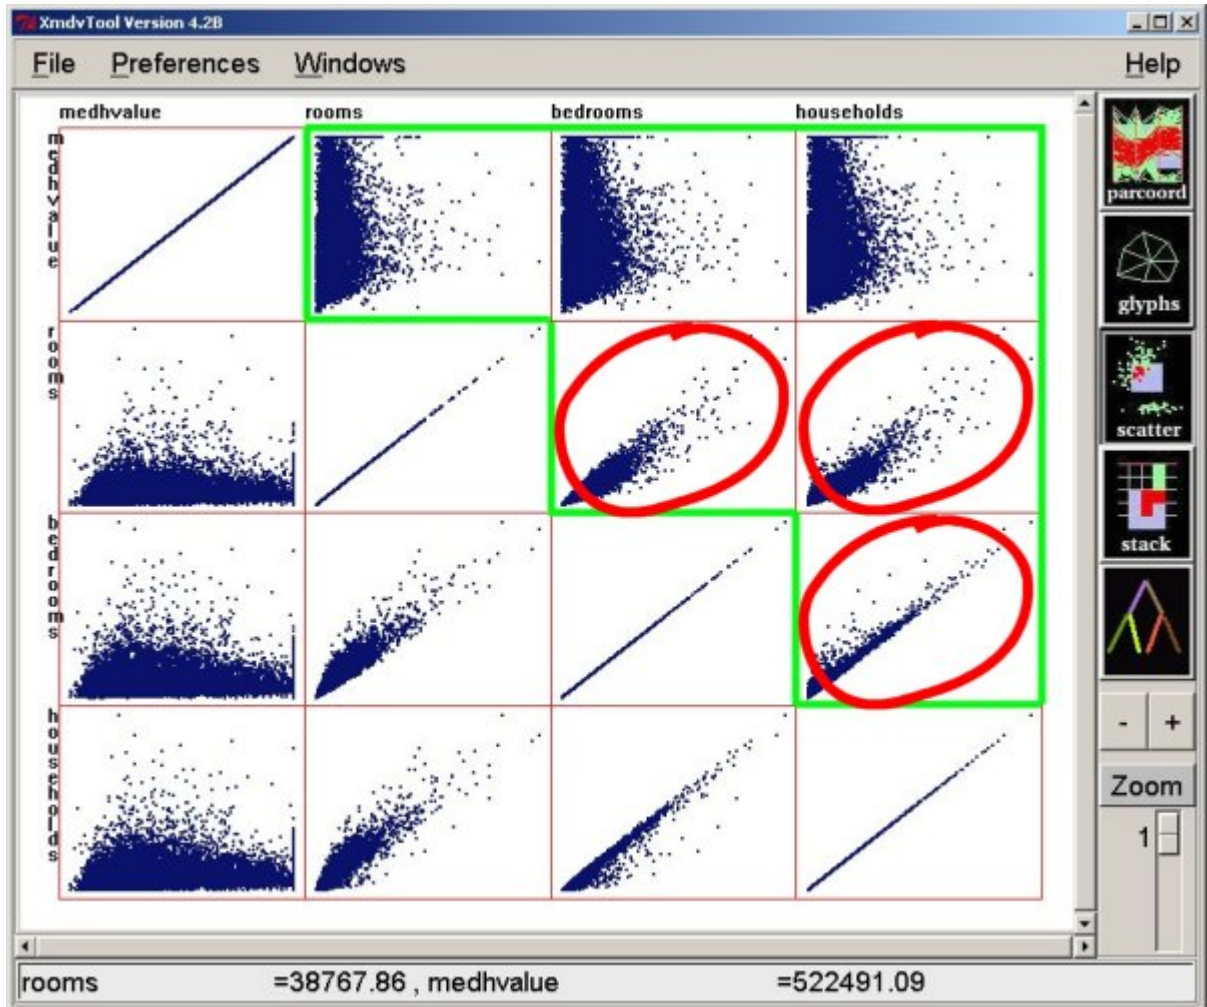 XmdvTool Version 4.2B
File Preferences Windows Help
medhvalue rooms bedrooms households
medhvalue
rooms
bedrooms
households
parcoord
glyphs
scatter
stack
- +
Zoom
1
rooms =38767.86 , medhvalue =522491.09